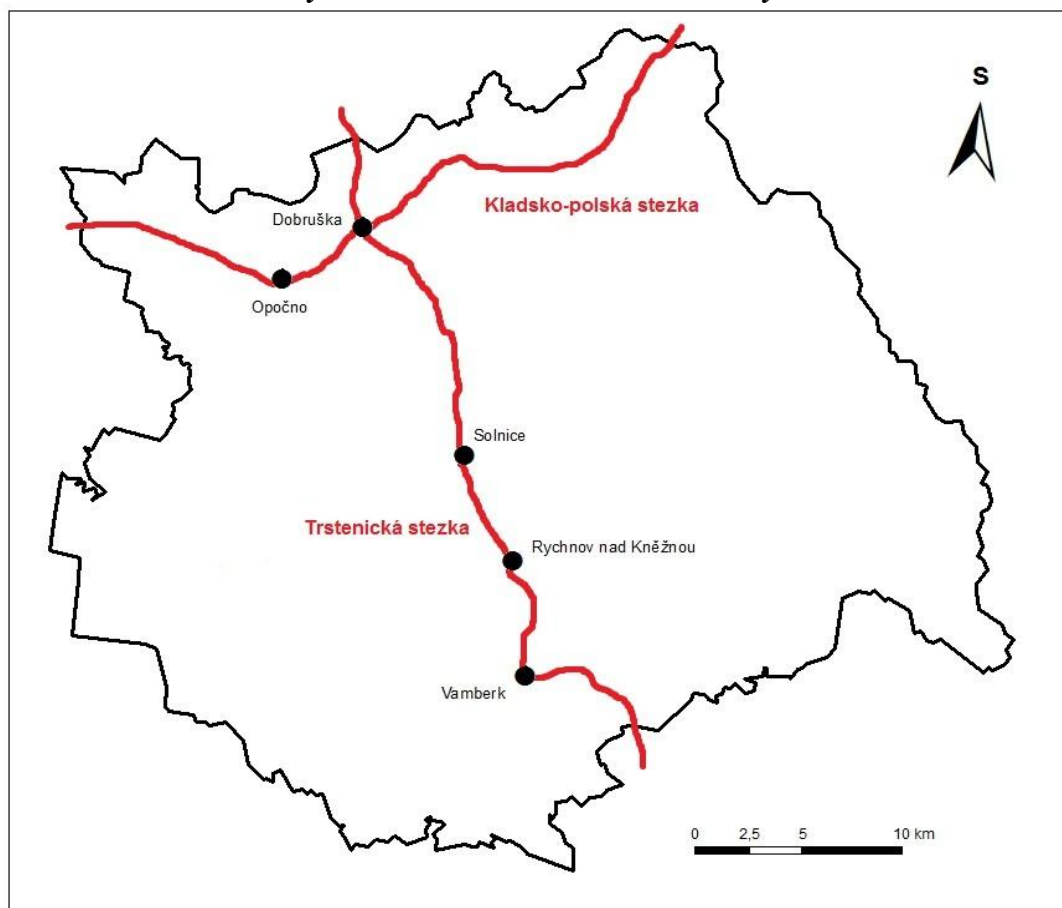 S
Kladsko-polská stezka
Dobruška
Opočno
Solnice
Trstenická stezka
Rychnov nad Kněžnou
Vamberk
0 2,5 5 10 km